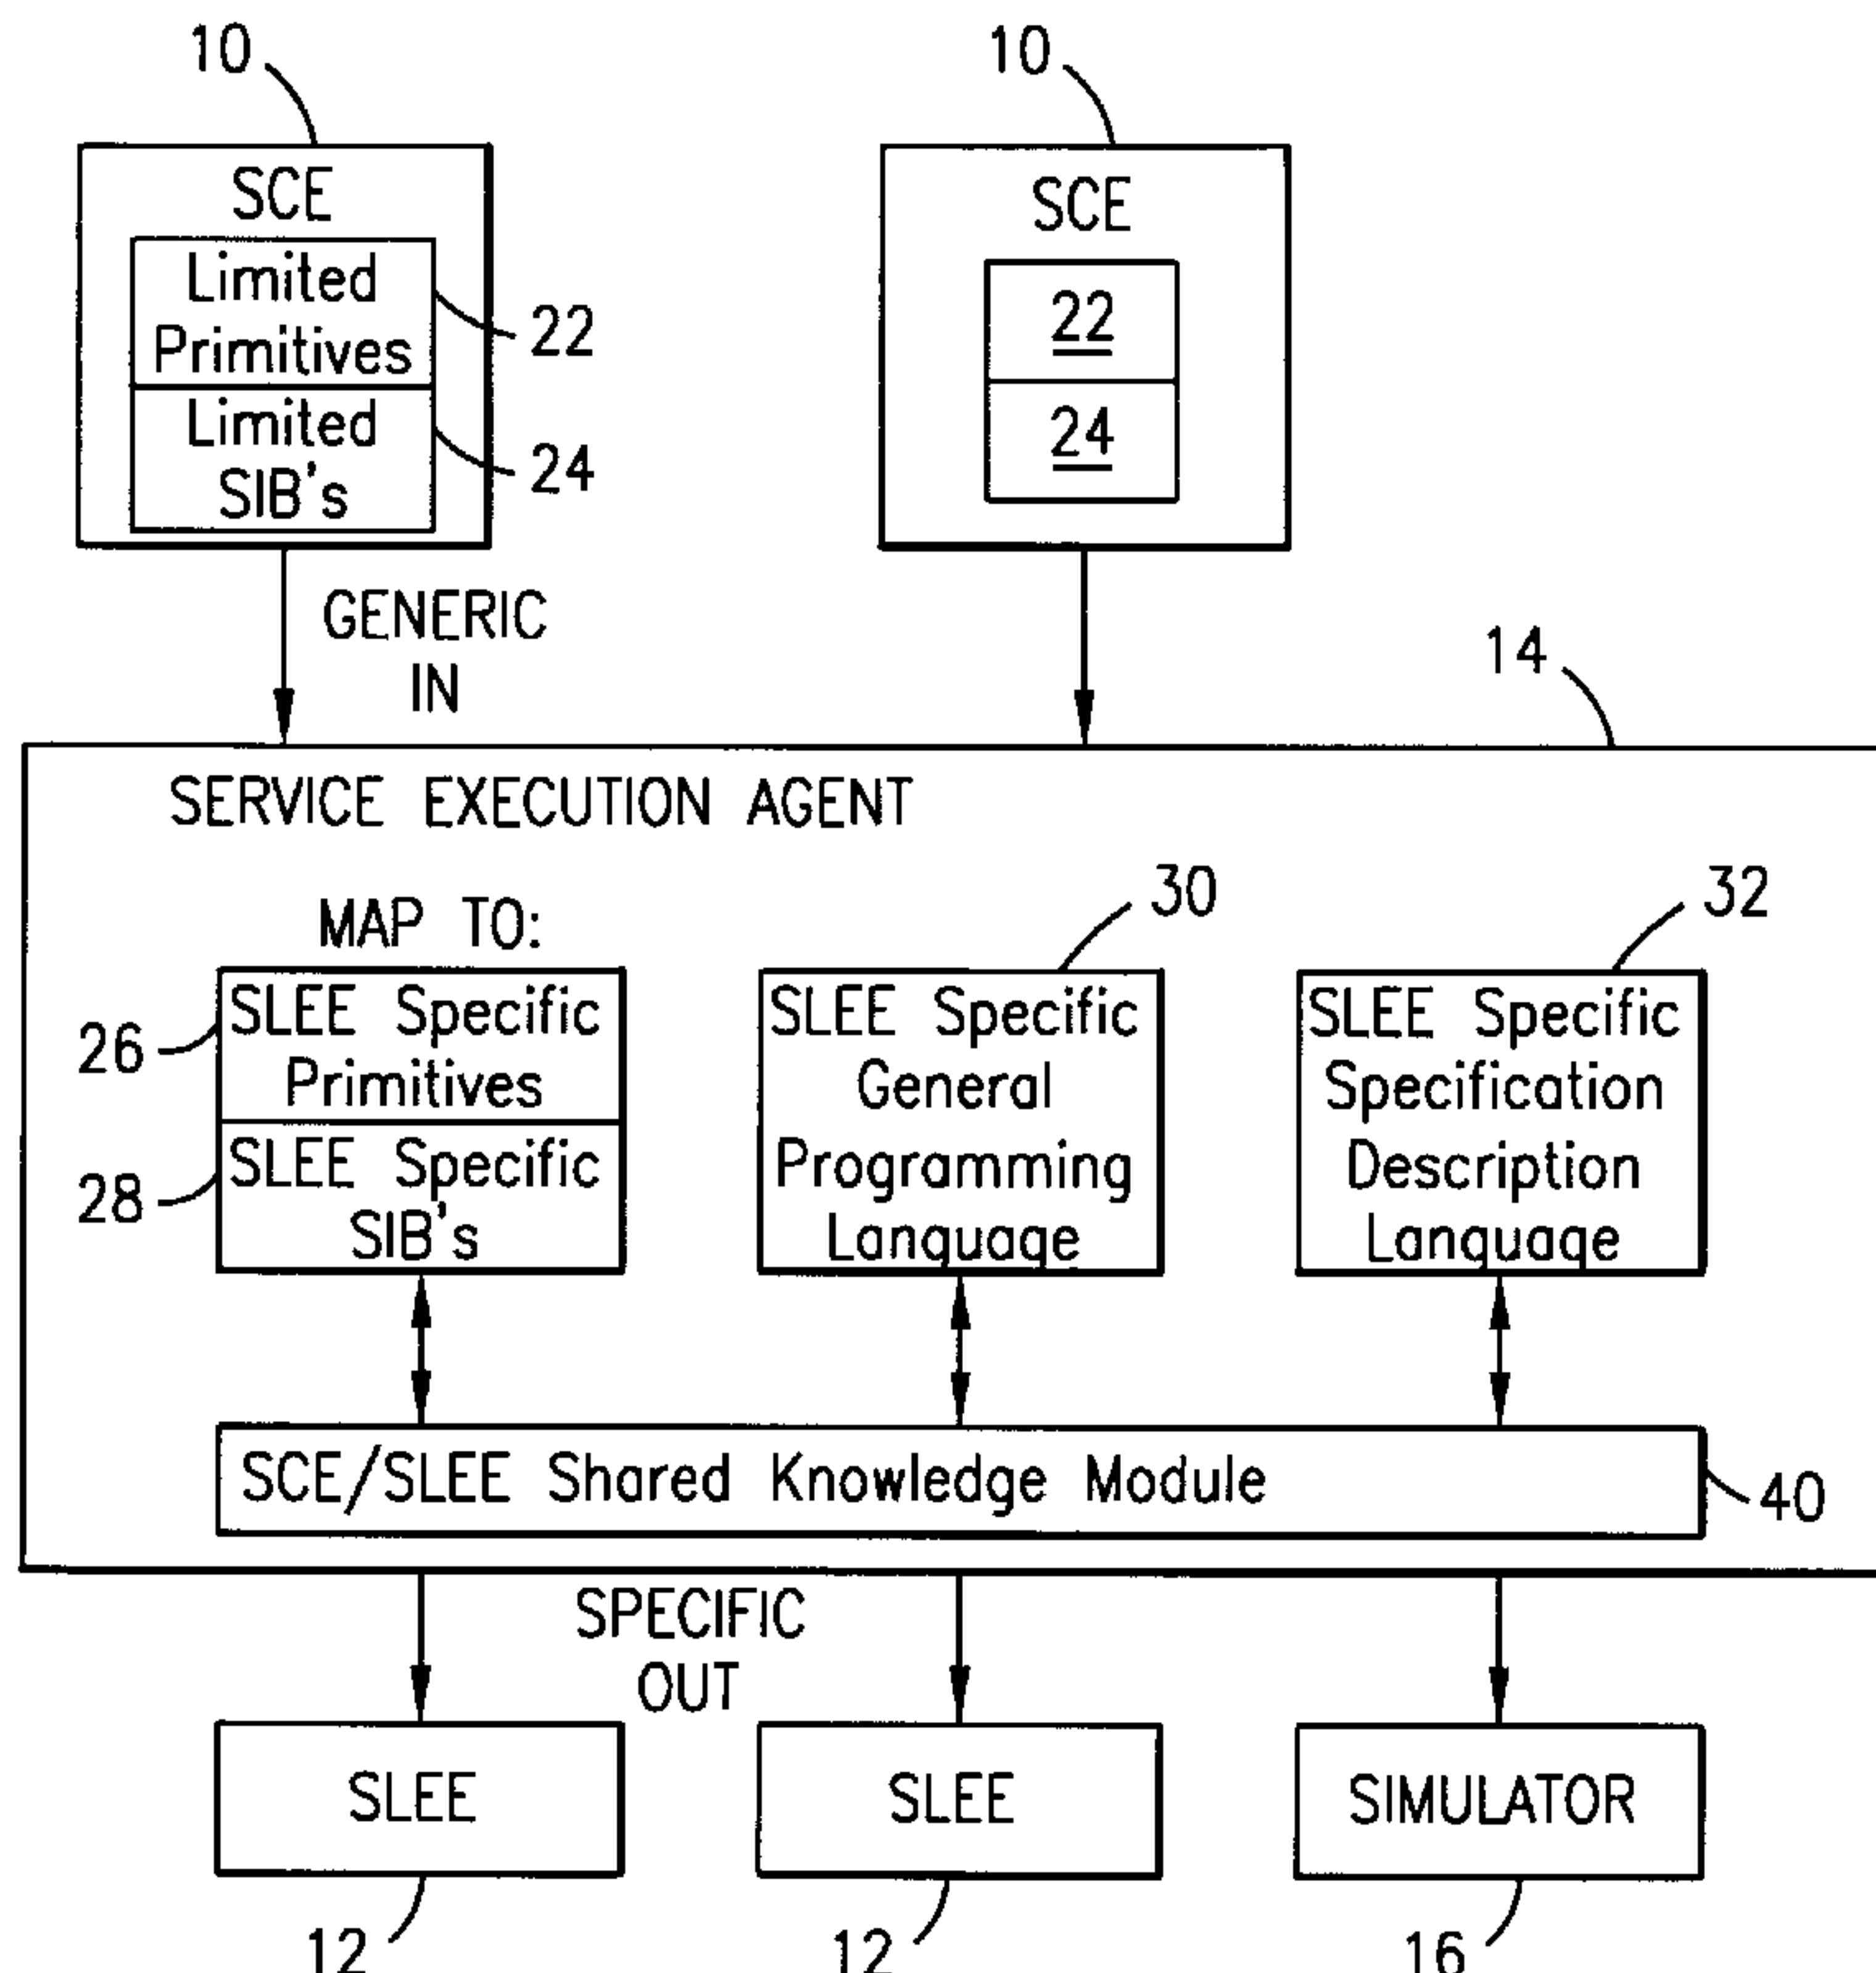 10
10
SCE
Limited
Primitives
22
Limited
SIB's
24
SCE
22
24
GENERIC
IN
14
SERVICE EXECUTION AGENT
MAP TO:
30
32
26
SLEE Specific
Primitives
28
SLEE Specific
SIB's
SLEE Specific
General
Programming
Language
SLEE Specific
Specification
Description
Language
SCE/SLEE Shared Knowledge Module
40
SPECIFIC
OUT
SLEE
SLEE
SIMULATOR
12
12
16